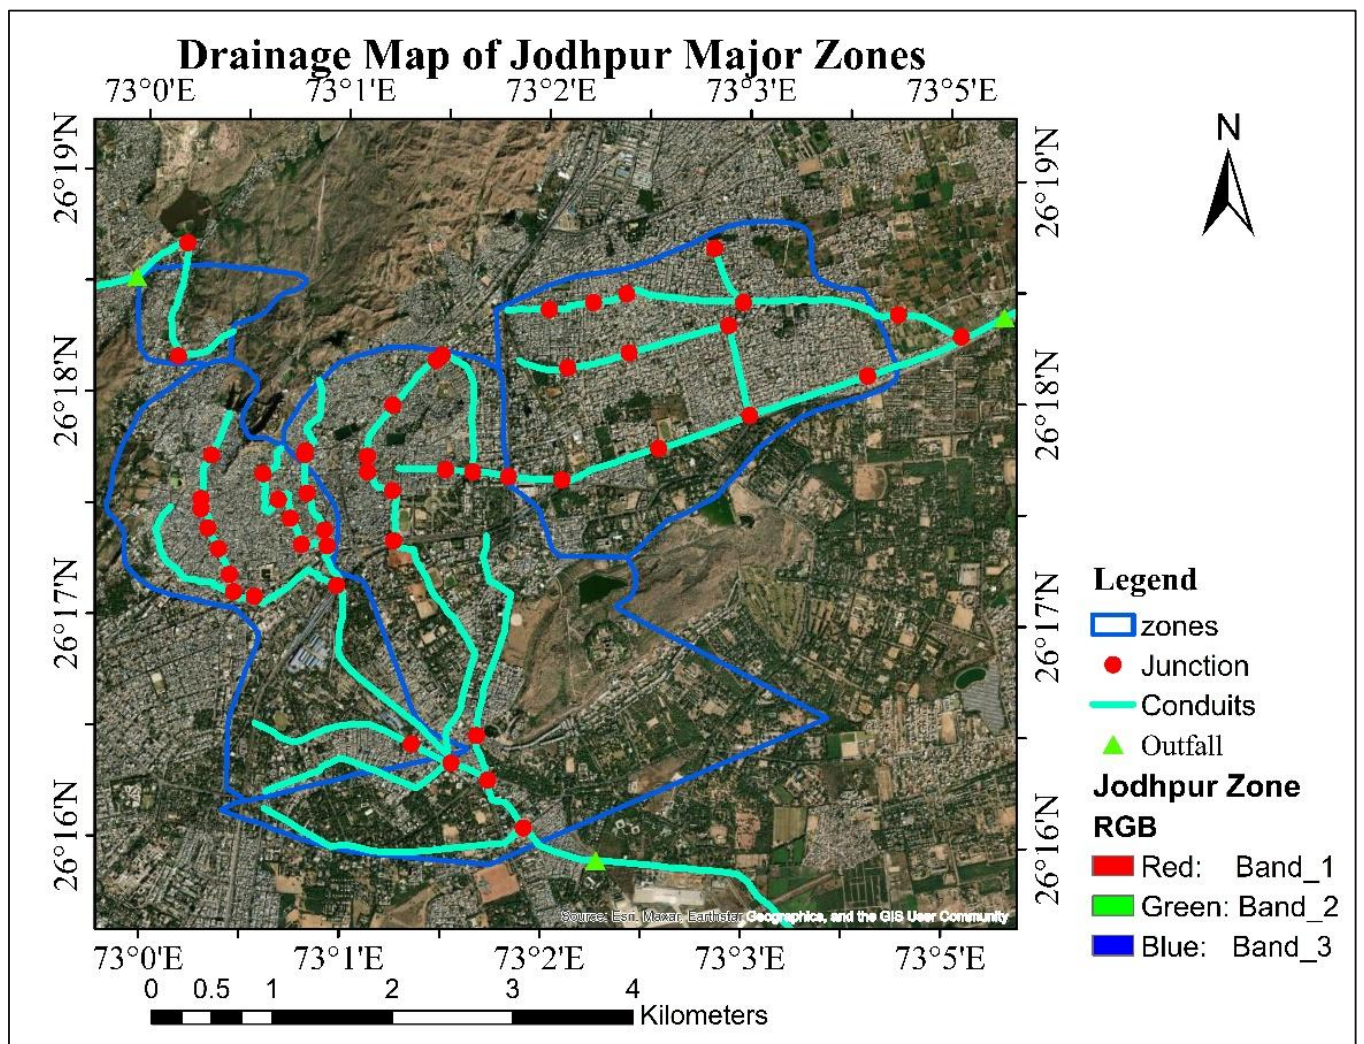 Drainage Map of Jodhpur Major Zones
73°0'E 73°1'E 73°2'E 73°3'E 73°5'E
26°19'N
26°18'N
26°17'N
26°16'N
26°19'N
26°18'N
26°17'N
26°16'N
N
Legend
zones
Junction
Conduits
Outfall
Jodhpur Zone
RGB
Red: Band_1
Green: Band_2
Blue: Band_3
Source: Esri, Maxar, Earthstar Geographics, and the GIS User Community
73°0'E 73°1'E 73°2'E 73°3'E 73°5'E
0 0.5 1 2 3 4
Kilometers